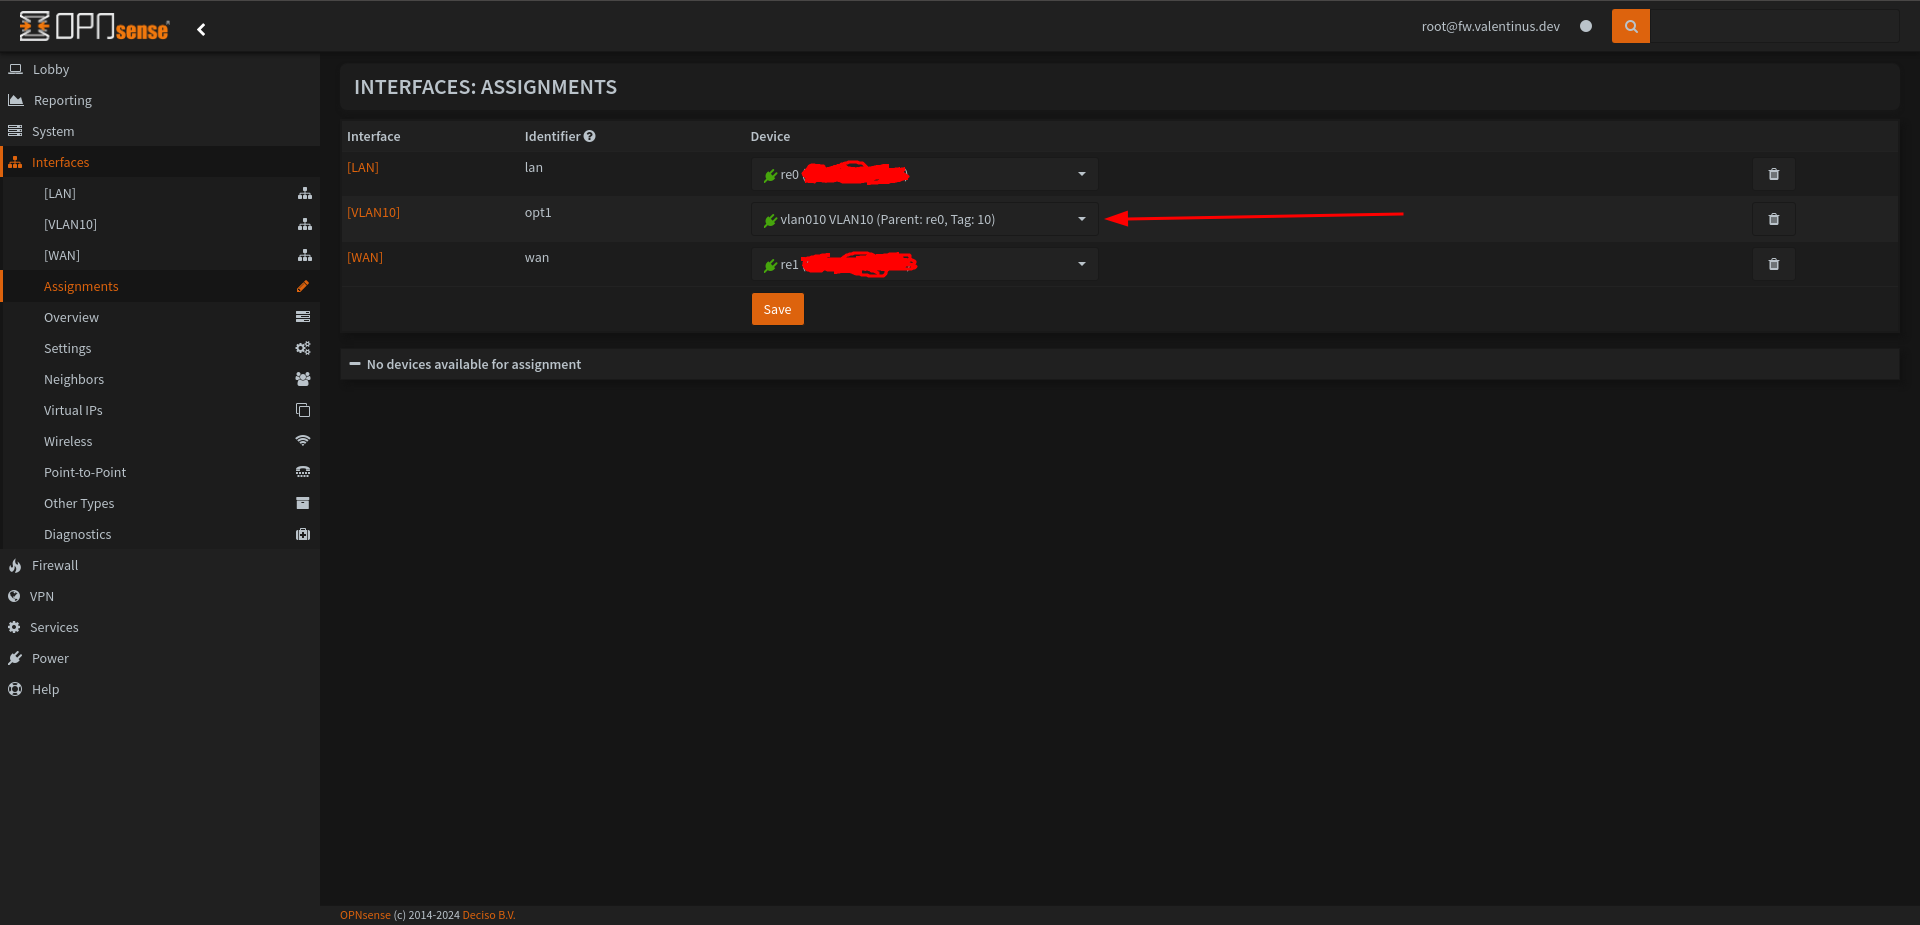 OPNsense
root@fw.valentinus.dev
Lobby
Reporting
System
Interfaces
[LAN]
[VLAN10]
[WAN]
Assignments
Overview
Settings
Neighbors
Virtual IPs
Wireless
Point-to-Point
Other Types
Diagnostics
Firewall
VPN
Services
Power
Help
INTERFACES: ASSIGNMENTS
Interface Identifier Device
[LAN] lan re0
[VLAN10] opt1 vlan010 VLAN10 (Parent: re0, Tag: 10)
[WAN] wan re1
Save
No devices available for assignment
OPNsense (c) 2014-2024 Deciso B.V.